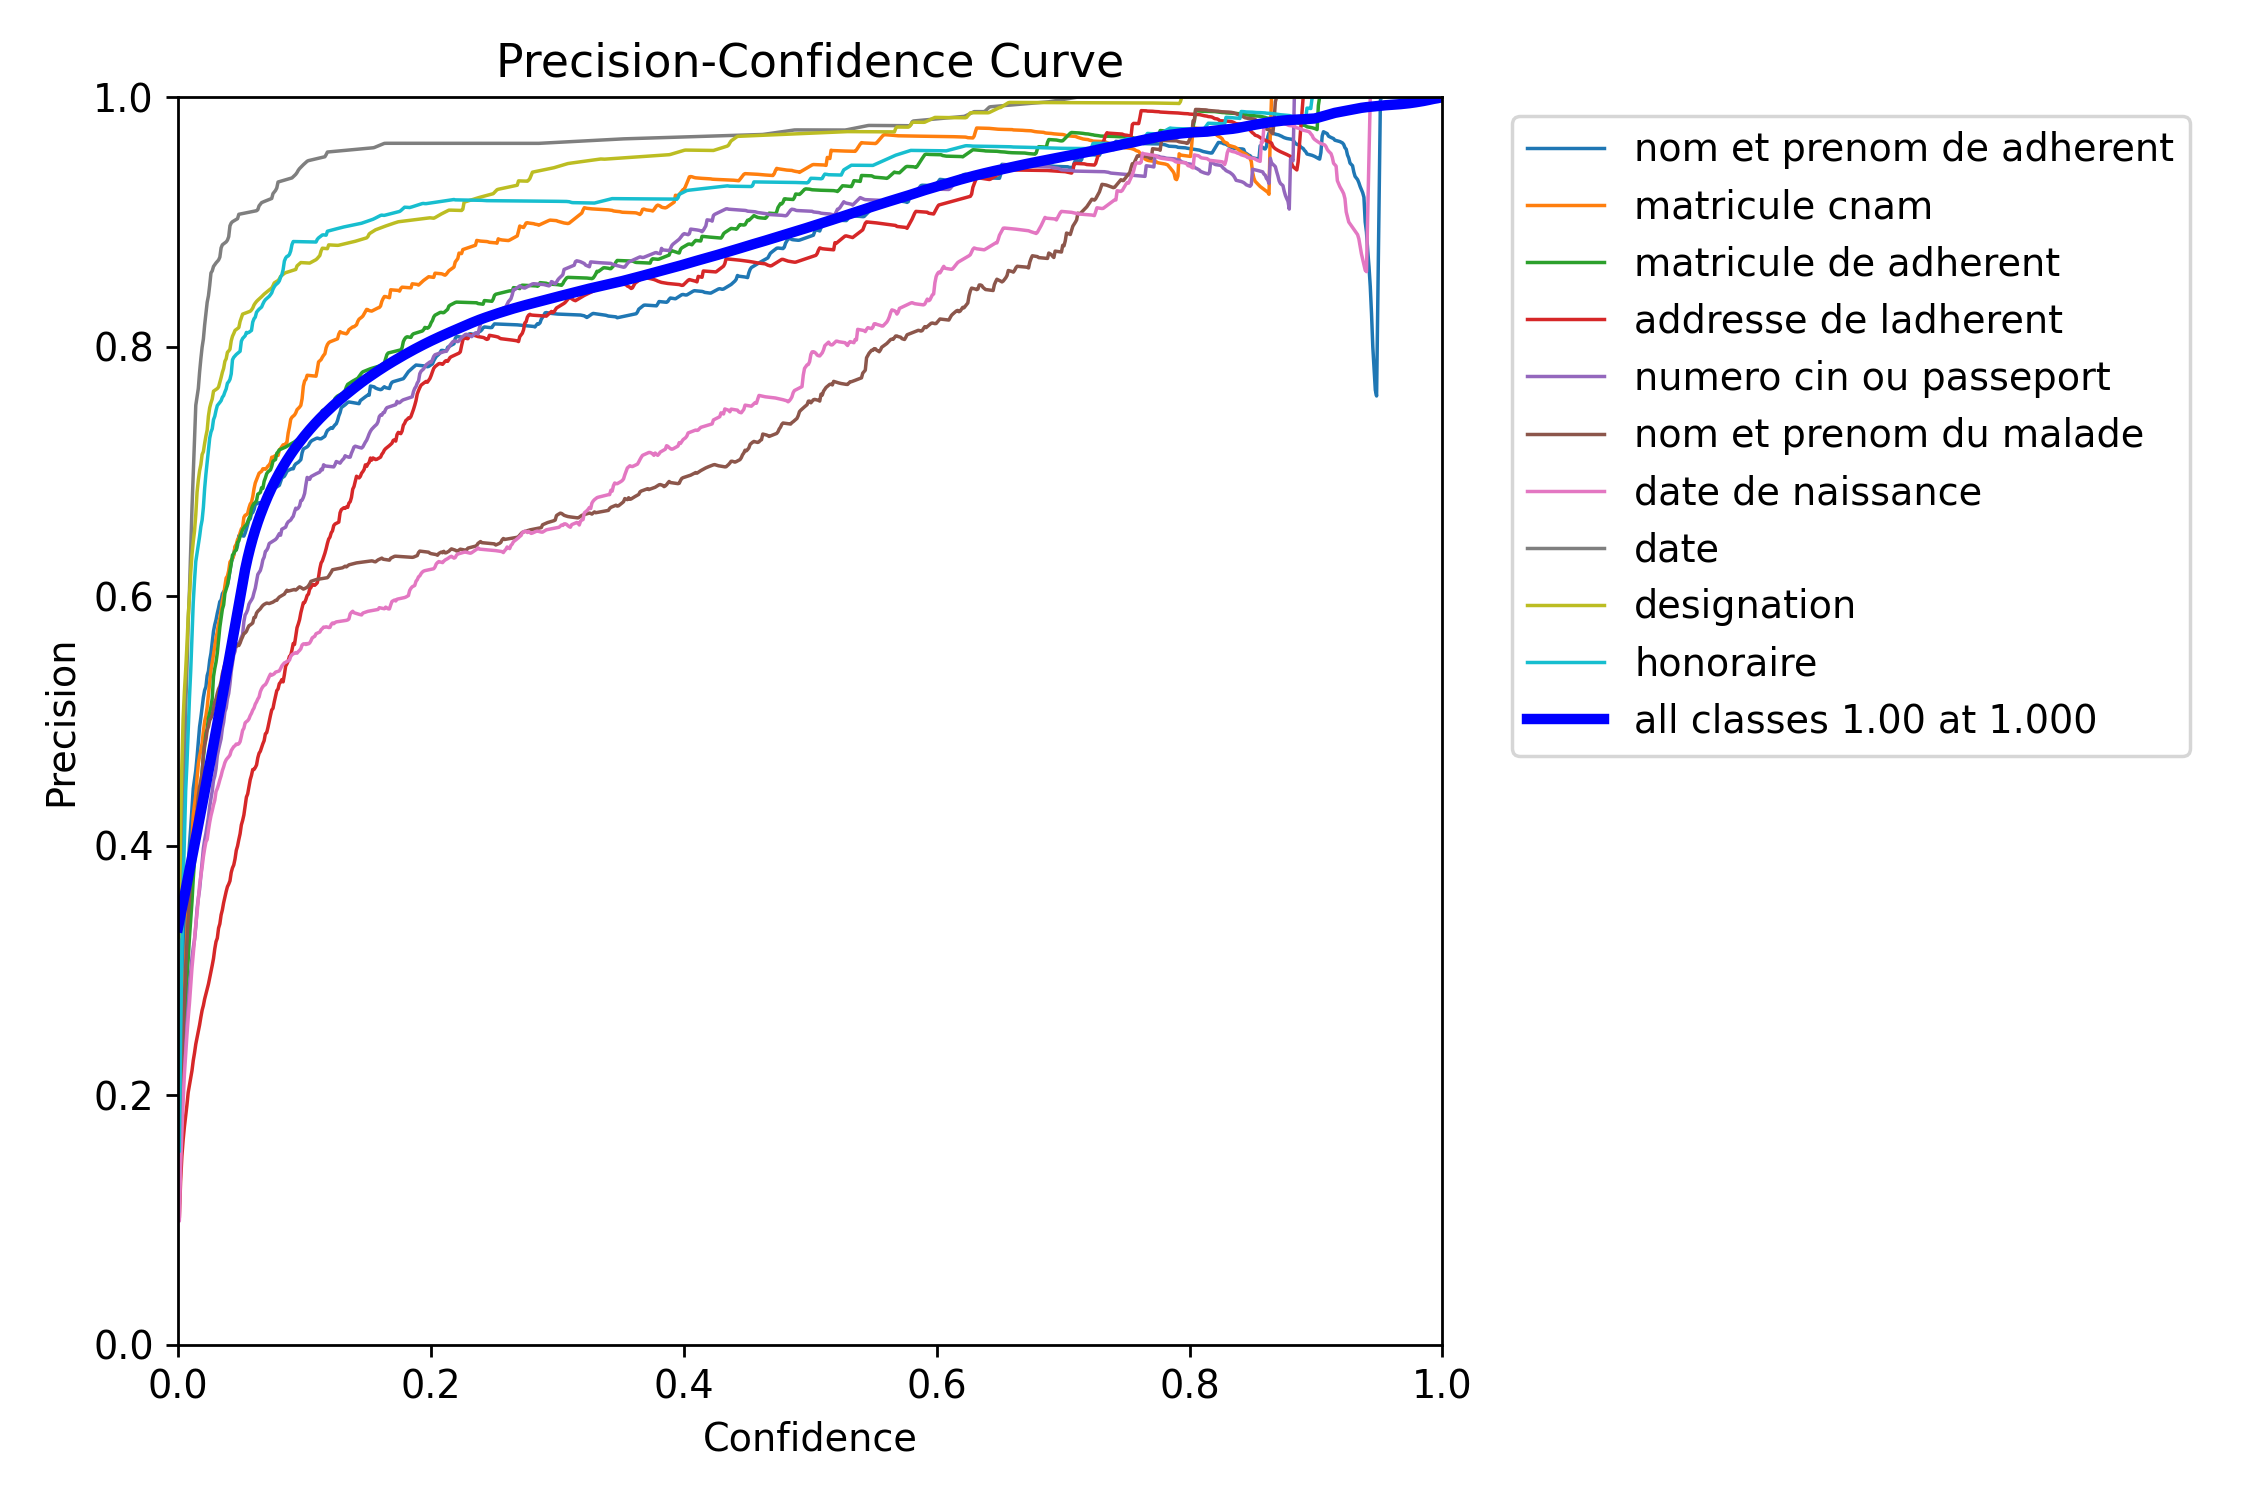 Precision-Confidence Curve
1.0
0.8
0.6
0.4
0.2
0.0
Precision
0.0 0.2 0.4 0.6 0.8 1.0
Confidence
nom et prenom de adherent
matricule cnam
matricule de adherent
addresse de ladherent
numero cin ou passeport
nom et prenom du malade
date de naissance
date
designation
honoraire
all classes 1.00 at 1.000